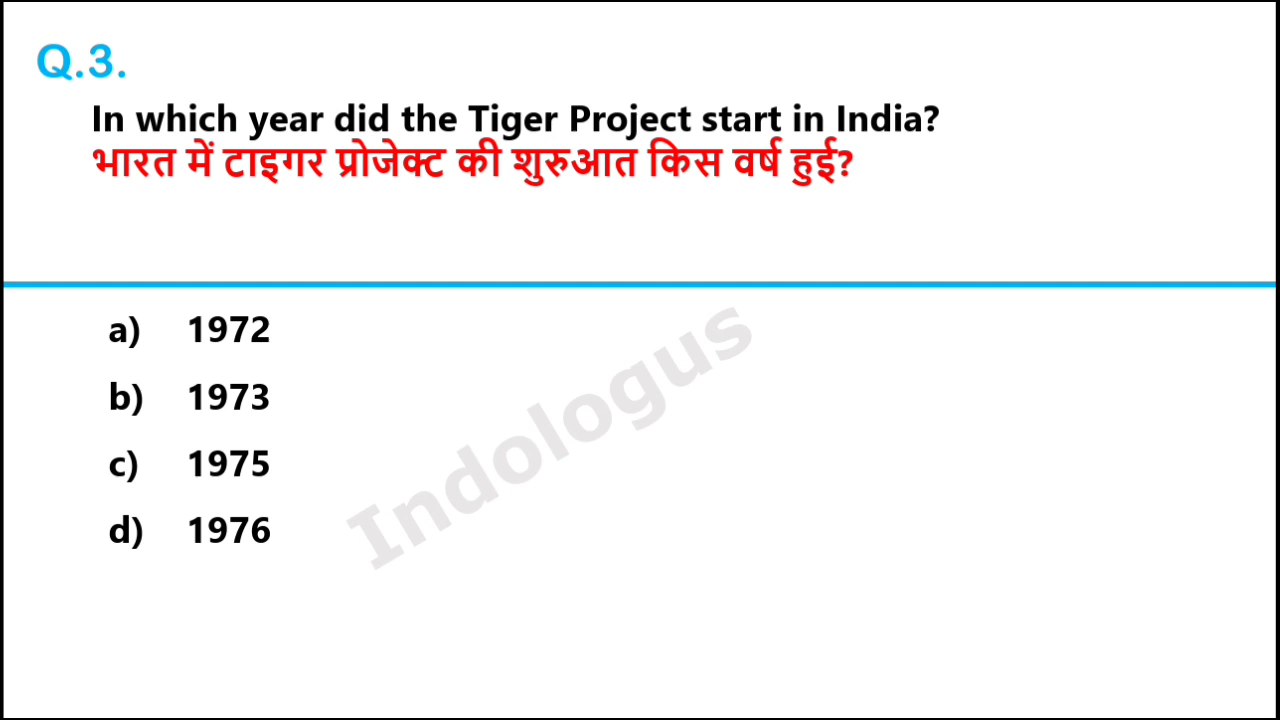 Q.3.
In which year did the Tiger Project start in India?
भारत में टाइगर प्रोजेक्ट की शुरुआत किस वर्ष हुई?
a) 1972
b) 1973
c) 1975
d) 1976
Indologus